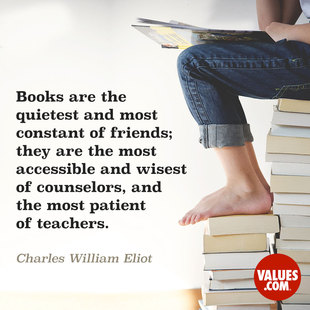 Books are the
quietest and most
constant of friends;
they are the most
accessible and wisest
of counselors, and
the most patient
of teachers.
Charles William Eliot
VALUES
.COM